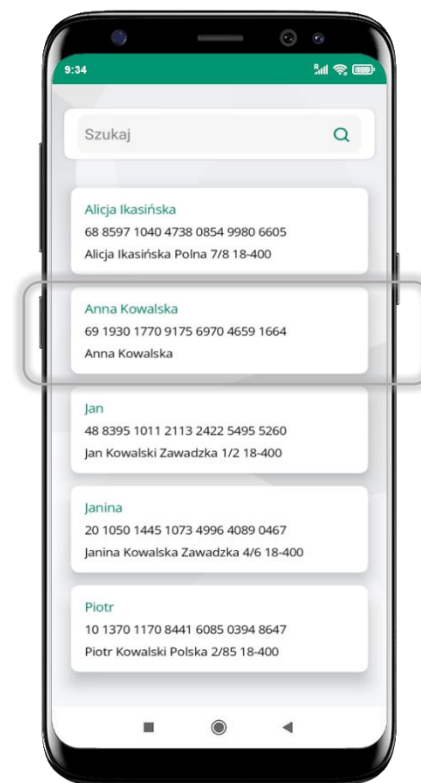 9:34
Szukaj
Alicja Ikasińska
68 8597 1040 4738 0854 9980 6605
Alicja Ikasińska Polna 7/8 18-400
Anna Kowalska
69 1930 1770 9175 6970 4659 1664
Anna Kowalska
Jan
48 8395 1011 2113 2422 5495 5260
Jan Kowalski Zawadzka 1/2 18-400
Janina
20 1050 1445 1073 4996 4089 0467
Janina Kowalska Zawadzka 4/6 18-400
Piotr
10 1370 1170 8441 6085 0394 8647
Piotr Kowalski Polska 2/85 18-400